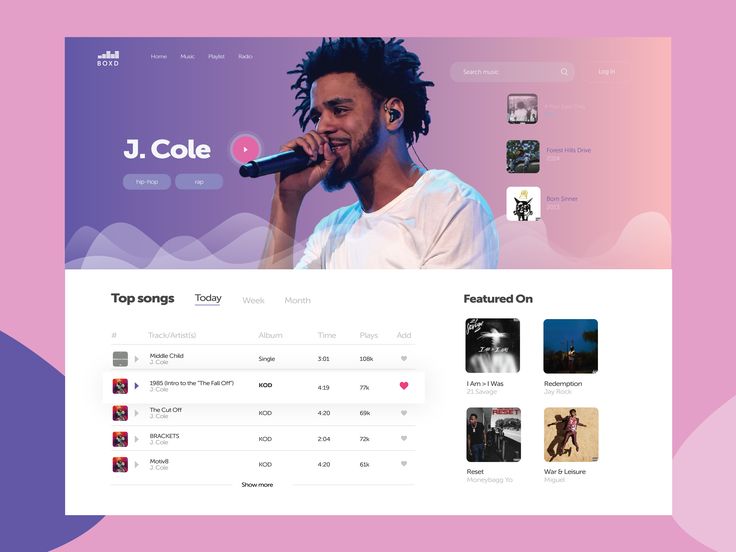 BOXD
Home Music Playlist Radio
Search music
Log in
J. Cole
hip-hop rap
4 Your Eyez Only
Forest Hills Drive
2014
Born Sinner
2013
Top songs Today Week Month
# Track/Artist(s) Album Time Plays Add
Middle Child Single 3:01 108k
J. Cole
1985 (Intro to the "The Fall Off") KOD 4:19 77k
J. Cole
The Cut Off KOD 4:20 69k
J. Cole
BRACKETS KOD 2:04 72k
J. Cole
Motiv8 KOD 4:20 61k
J. Cole
Show more
Featured On
I Am > I Was
21 Savage
Redemption
Jay Rock
RESET
Reset
Moneybagg Yo
War & Leisure
Miguel